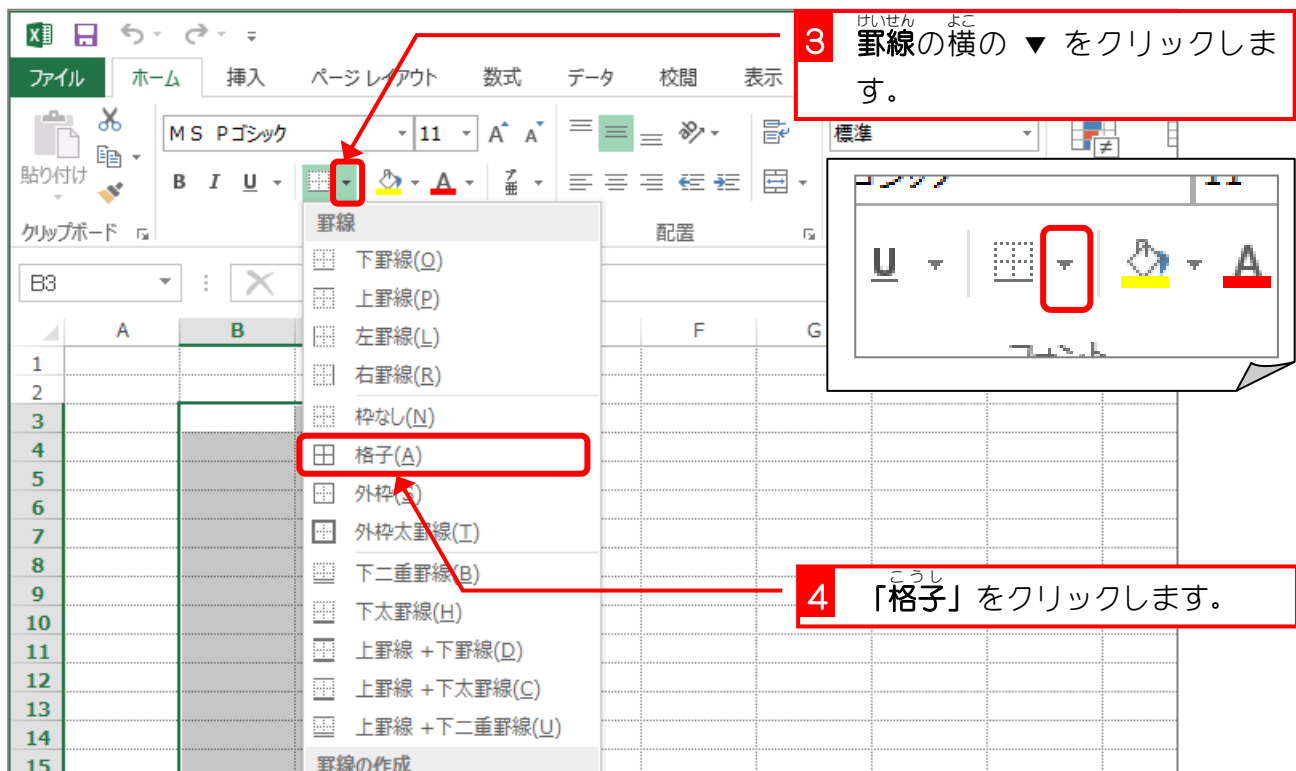 ファイル ホーム 挿入 ページ レイアウト 数式 データ 校閲 表示
けいせん よこ
3 罫線の横の ▼ をクリックしま
す。
ＭＳ Ｐゴシック 11 A A 標準
貼り付け B I U A ア亜
クリップボード 配置
U A
B3
A B F G
罫線
下罫線(O)
上罫線(P)
左罫線(L)
右罫線(R)
枠なし(N)
格子(A)
外枠(S)
外枠太罫線(T)
下二重罫線(B)
下太罫線(H)
上罫線 +下罫線(D)
上罫線 +下太罫線(C)
上罫線 +下二重罫線(U)
罫線の作成
1
2
3
4
5
6
7
8
9
10
11
12
13
14
15
こうし
4 「格子」をクリックします。